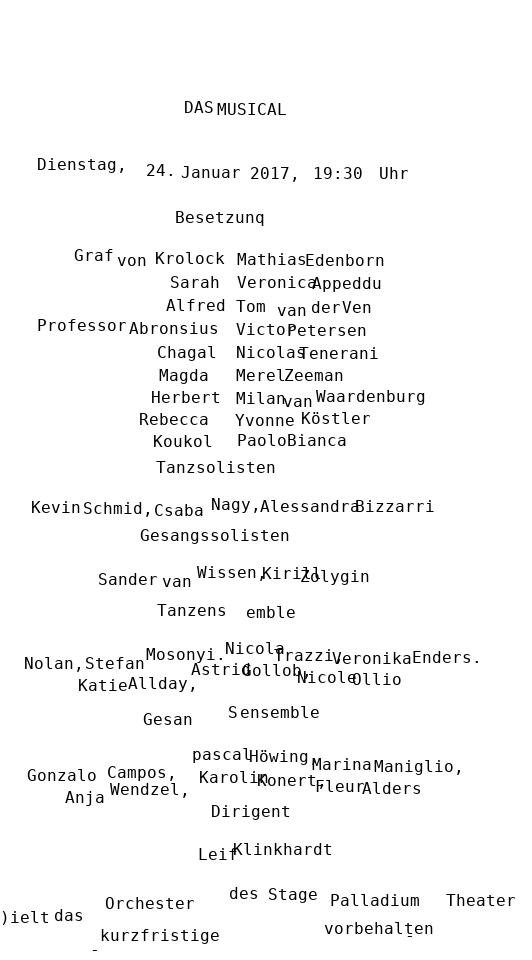 DAS MUSICAL
Dienstag, 24. Januar 2017, 19:30 Uhr
Besetzunq
Graf von Krolock Mathias Edenborn
Sarah Veronica Appeddu
Alfred Tom van der Ven
Professor Abronsius Victor Petersen
Chagal Nicolas Tenerani
Magda Merel Zeeman
Herbert Milan van Waardenburg
Rebecca Yvonne Köstler
Koukol Paolo Bianca
Tanzsolisten
Kevin Schmid, Csaba Nagy, Alessandra Bizzarri
Gesangssolisten
Sander van Wissen, Kirill Zolygin
Tanzens emble
Nolan, Stefan Mosonyi. Nicola Trazzi, Veronika Enders.
Katie Allday, Astrid Gollob, Nicole Ollio
Gesan S ensemble
Gonzalo Campos, pascal Höwing, Marina Maniglio,
Anja Wendzel, Karolin Konert, Fleur Alders
Dirigent
Leif Klinkhardt
)ielt das Orchester des Stage Palladium Theater
kurzfristige vorbehalten